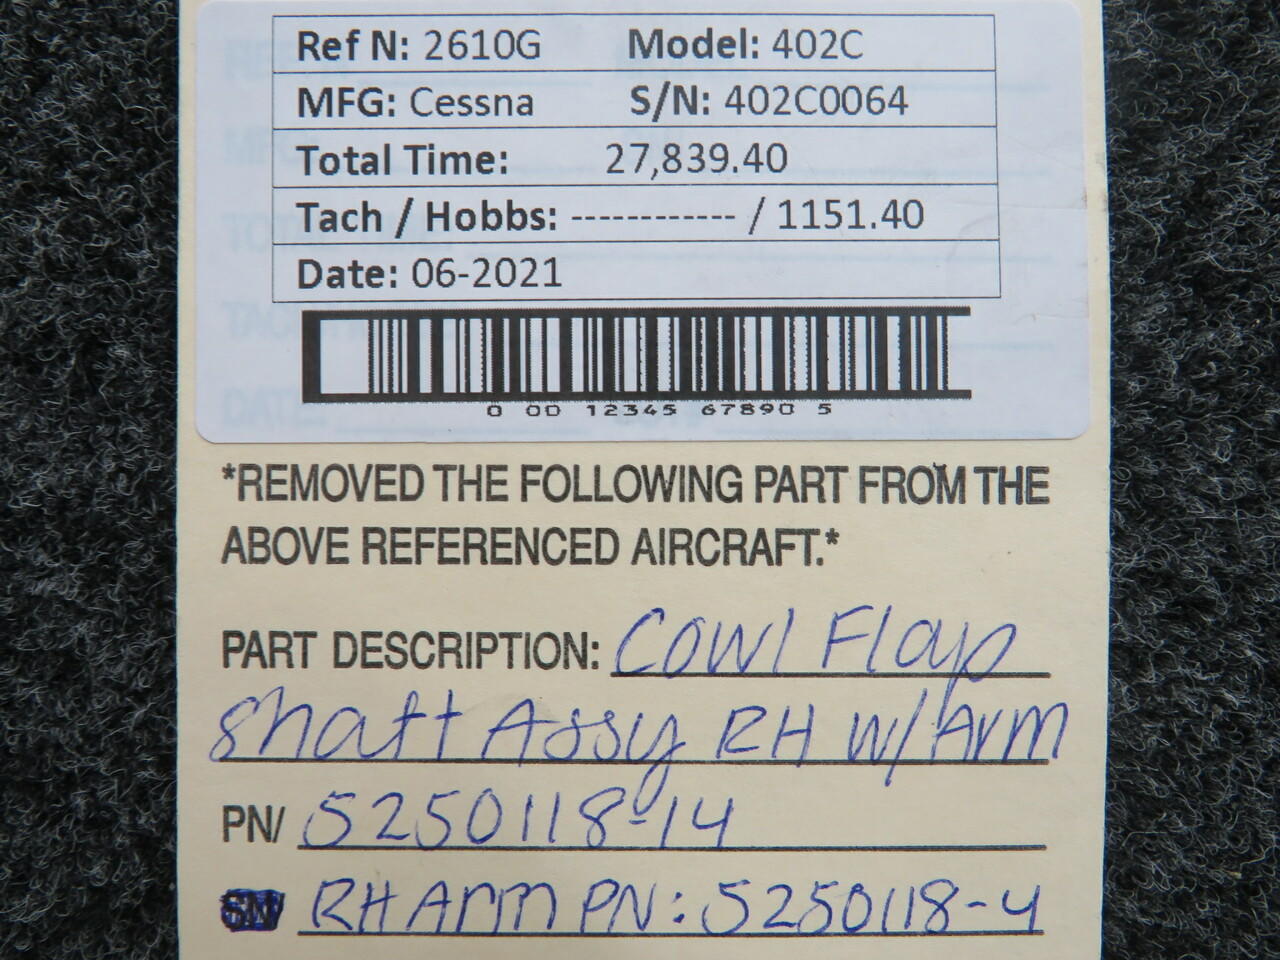 Ref N: 2610G Model: 402C
MFG: Cessna S/N: 402C0064
Total Time: 27,839.40
Tach / Hobbs: ------------ / 1151.40
Date: 06-2021
0 00 12345 67890 5
*REMOVED THE FOLLOWING PART FROM THE
ABOVE REFERENCED AIRCRAFT.*
PART DESCRIPTION: Cowl Flap
Shaft Assy RH w/ Arm
PN/ 5250118-14
RH Arm PN: 5250118-4